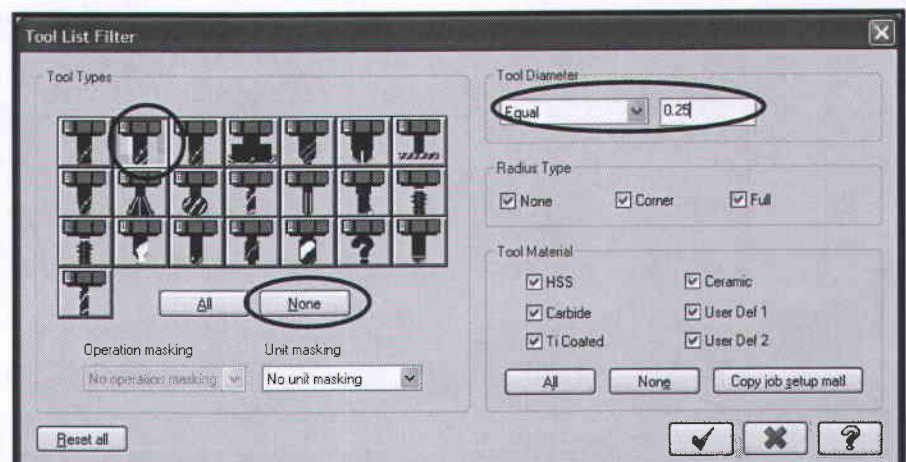 Tool List Filter
Tool Types
All
None
Operation masking
Unit masking
No operation masking
No unit masking
Reset all
Tool Diameter
Equal
0.25
Radius Type
None
Corner
Full
Tool Material
HSS
Ceramic
Carbide
User Def 1
Ti Coated
User Def 2
All
None
Copy job setup matl